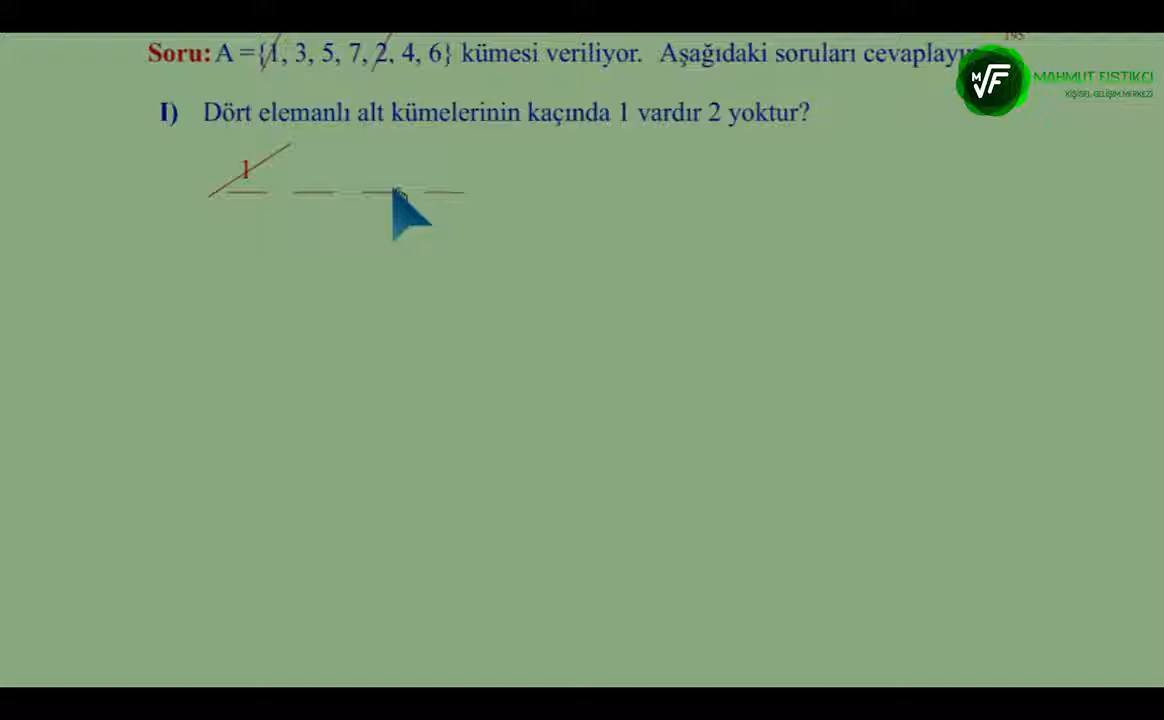 195
Soru: A ={1, 3, 5, 7, 2, 4, 6} kümesi veriliyor. Aşağıdaki soruları
MAHMUT FISTIKCI
KİŞİSEL GELİŞİM MERKEZİ
I) Dört elemanlı alt kümelerinin kaçında 1 vardır 2 yoktur?
1